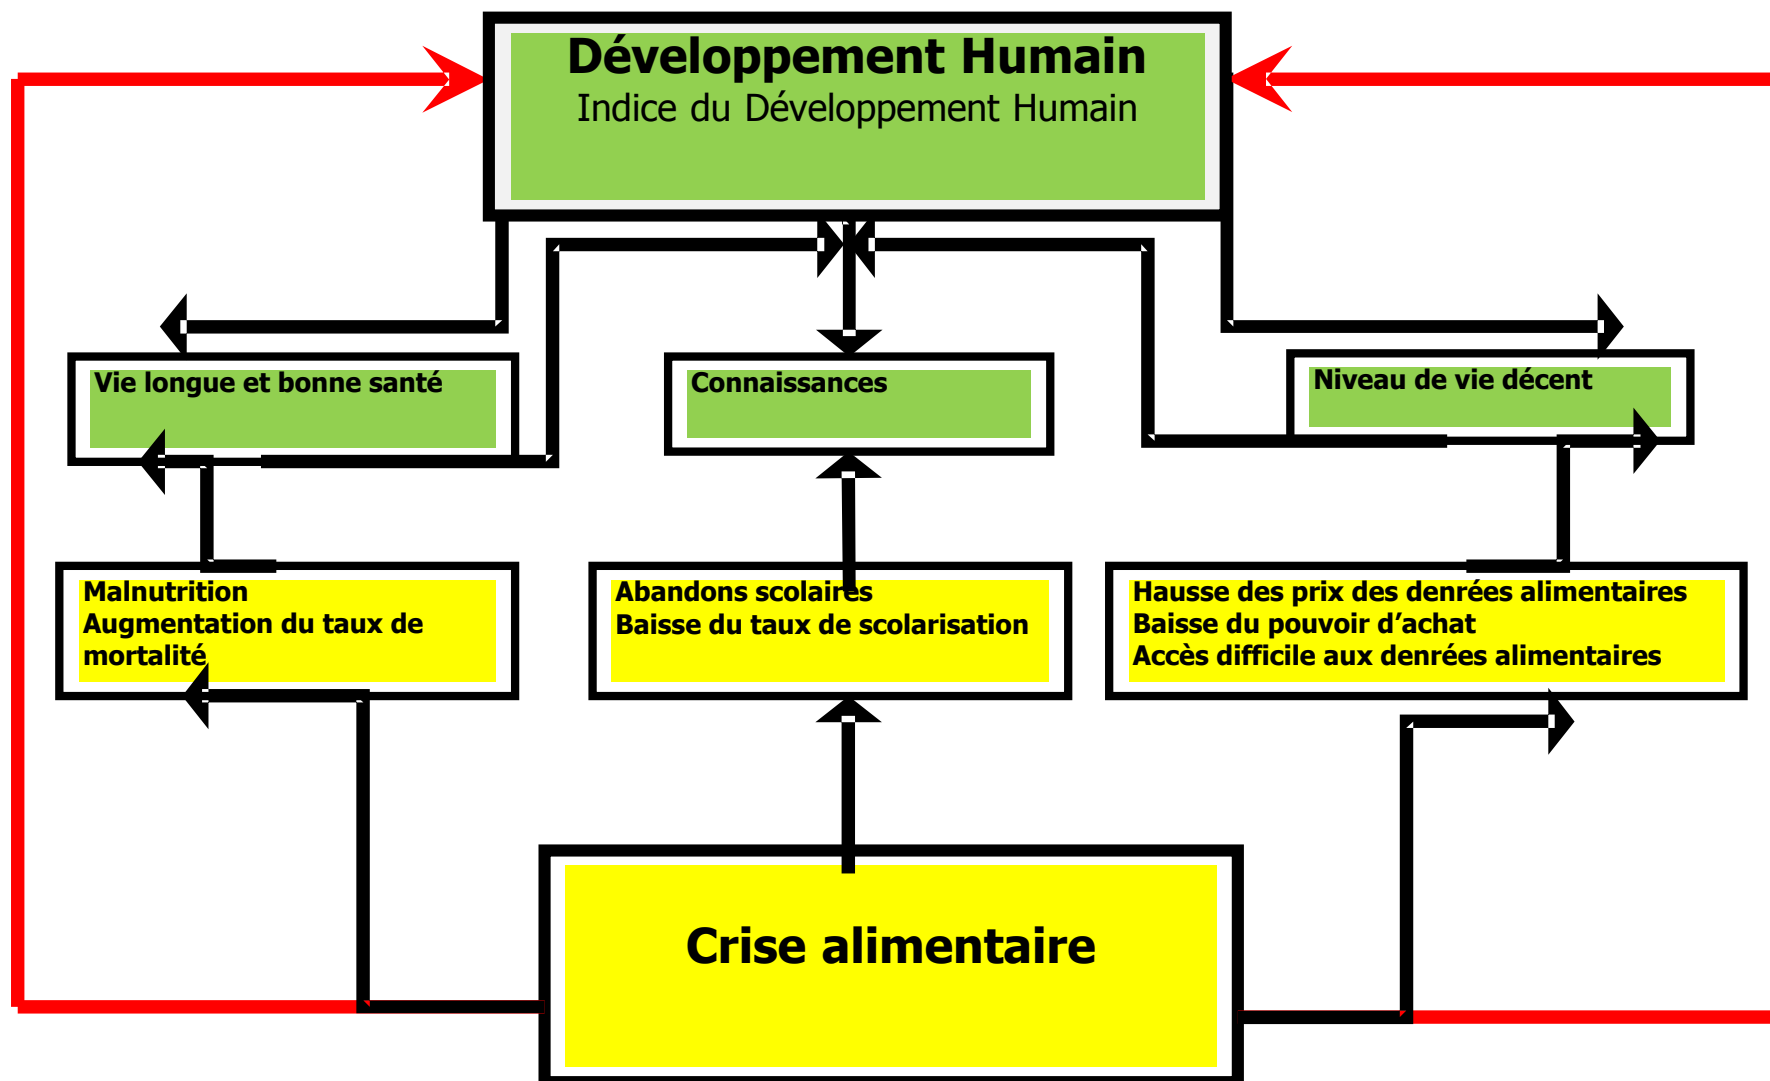 Développement Humain
Indice du Développement Humain
Vie longue et bonne santé
Connaissances
Niveau de vie décent
Malnutrition
Augmentation du taux de
mortalité
Abandons scolaires
Baisse du taux de scolarisation
Hausse des prix des denrées alimentaires
Baisse du pouvoir d’achat
Accès difficile aux denrées alimentaires
Crise alimentaire